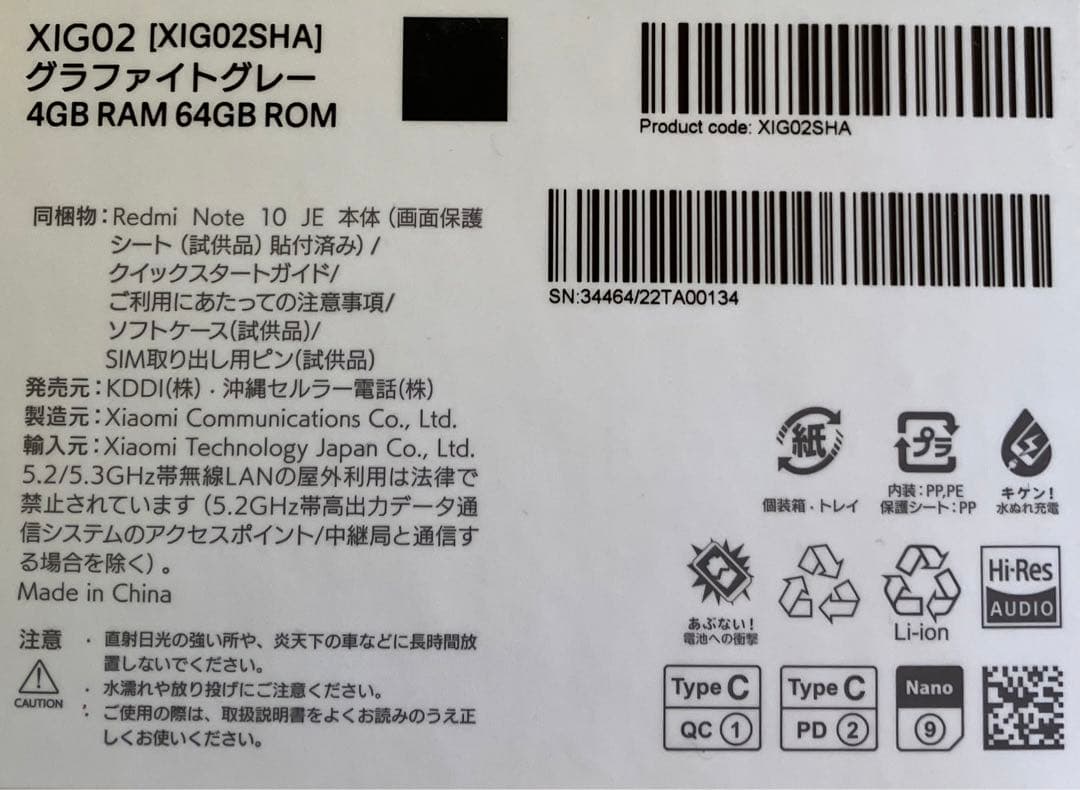 XIG02 [XIG02SHA]
グラファイトグレー
4GB RAM 64GB ROM
Product code: XIG02SHA
SN:34464/22TA00134
同梱物：Redmi Note 10 JE 本体（画面保護
シート（試供品）貼付済み）/
クイックスタートガイド/
ご利用にあたっての注意事項/
ソフトケース(試供品)/
SIM取り出し用ピン(試供品)
発売元：KDDI(株)・沖縄セルラー電話(株)
製造元：Xiaomi Communications Co., Ltd.
輸入元：Xiaomi Technology Japan Co., Ltd.
5.2/5.3GHz帯無線LANの屋外利用は法律で
禁止されています（5.2GHz帯高出力データ通
信システムのアクセスポイント/中継局と通信す
る場合を除く）。
Made in China
注意
CAUTION
・直射日光の強い所や、炎天下の車などに長時間放
置しないでください。
・水濡れや放り投げにご注意ください。
・ご使用の際は、取扱説明書をよくお読みのうえ正
しくお使いください。
紙
個装箱・トレイ
プラ
内装：PP,PE
保護シート：PP
キケン！
水ぬれ充電
あぶない！
電池への衝撃
Li-ion
Hi-Res
AUDIO
Type C
QC 1
Type C
PD 2
Nano
9